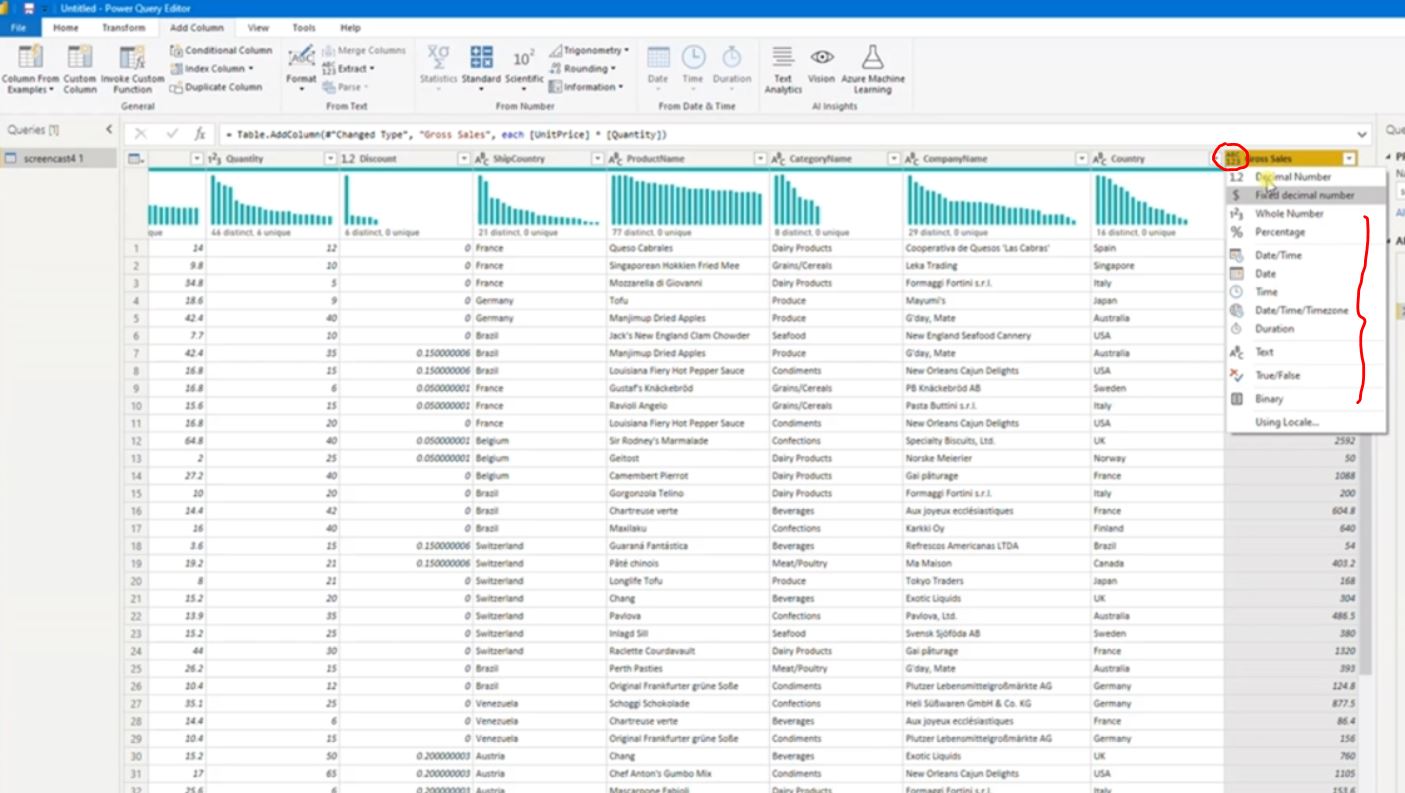 Untitled - Power Query Editor
File Home Transform Add Column View Tools Help
Column From Examples Custom Column Invoke Custom Function
Conditional Column
Index Column
Duplicate Column
General
Format
Merge Columns
Extract
Parse
From Text
Statistics Standard Scientific
Trigonometry
Rounding
Information
From Number
Date Time Duration
From Date & Time
Text Analytics Vision Azure Machine Learning
AI Insights
Queries [1]
screencast4 1
= Table.AddColumn(#"Changed Type", "Gross Sales", each [UnitPrice] * [Quantity])
Quantity Discount ShipCountry ProductName CategoryName CompanyName Country Gross Sales
46 distinct, 6 unique 6 distinct, 0 unique 21 distinct, 0 unique 77 distinct, 0 unique 8 distinct, 0 unique 29 distinct, 0 unique 16 distinct, 0 unique
1 14 12 0 France Queso Cabrales Dairy Products Cooperativa de Quesos 'Las Cabras' Spain
2 9.8 10 0 France Singaporean Hokkien Fried Mee Grains/Cereals Leka Trading Singapore
3 34.8 5 0 France Mozzarella di Giovanni Dairy Products Formaggi Fortini s.r.l. Italy
4 18.6 9 0 Germany Tofu Produce Mayumi's Japan
5 42.4 40 0 Germany Manjimup Dried Apples Produce G'day, Mate Australia
6 7.7 10 0 Brazil Jack's New England Clam Chowder Seafood New England Seafood Cannery USA
7 42.4 35 0.150000006 Brazil Manjimup Dried Apples Produce G'day, Mate Australia
8 16.8 15 0.150000006 Brazil Louisiana Fiery Hot Pepper Sauce Condiments New Orleans Cajun Delights USA
9 16.8 6 0.050000001 France Gustaf's Knäckebröd Grains/Cereals PB Knäckebröd AB Sweden
10 15.6 15 0.050000001 France Ravioli Angelo Grains/Cereals Pasta Buttini s.r.l. Italy
11 16.8 20 0 France Louisiana Fiery Hot Pepper Sauce Condiments New Orleans Cajun Delights USA
12 64.8 40 0.050000001 Belgium Sir Rodney's Marmalade Confections Specialty Biscuits, Ltd. UK 2592
13 2 25 0.050000001 Belgium Geitost Dairy Products Norske Meierier Norway 50
14 27.2 40 0 Belgium Camembert Pierrot Dairy Products Gai pâturage France 1088
15 10 20 0 Brazil Gorgonzola Telino Dairy Products Formaggi Fortini s.r.l. Italy 200
16 14.4 42 0 Brazil Chartreuse verte Beverages Aux joyeux ecclésiastiques France 604.8
17 16 40 0 Brazil Maxilaku Confections Karkki Oy Finland 640
18 3.6 15 0.150000006 Switzerland Guaraná Fantástica Beverages Refrescos Americanas LTDA Brazil 54
19 19.2 21 0.150000006 Switzerland Pâté chinois Meat/Poultry Ma Maison Canada 403.2
20 8 21 0 Switzerland Longlife Tofu Produce Tokyo Traders Japan 168
21 15.2 20 0 Switzerland Chang Beverages Exotic Liquids UK 304
22 13.9 35 0 Switzerland Pavlova Confections Pavlova, Ltd. Australia 486.5
23 15.2 25 0 Switzerland Inlagd Sill Seafood Svensk Sjöföda AB Sweden 380
24 44 30 0 Switzerland Raclette Courdavault Dairy Products Gai pâturage France 1320
25 26.2 15 0 Brazil Perth Pasties Meat/Poultry G'day, Mate Australia 393
26 10.4 12 0 Brazil Original Frankfurter grüne Soße Condiments Plutzer Lebensmittelgroßmärkte AG Germany 124.8
27 35.1 25 0 Venezuela Schoggi Schokolade Confections Heli Süßwaren GmbH & Co. KG Germany 877.5
28 14.4 6 0 Venezuela Chartreuse verte Beverages Aux joyeux ecclésiastiques France 86.4
29 10.4 15 0 Venezuela Original Frankfurter grüne Soße Condiments Plutzer Lebensmittelgroßmärkte AG Germany 156
30 15.2 50 0.200000003 Austria Chang Beverages Exotic Liquids UK 760
31 17 65 0.200000003 Austria Chef Anton's Gumbo Mix Condiments New Orleans Cajun Delights USA 1105
32 25.6 6 0.200000003 Austria Mascarpone Fabioli Dairy Products Formaggi Fortini s.r.l. Italy 153.6
1.2 Decimal Number
$ Fixed decimal number
Whole Number
% Percentage
Date/Time
Date
Time
Date/Time/Timezone
Duration
Text
True/False
Binary
Using Locale...